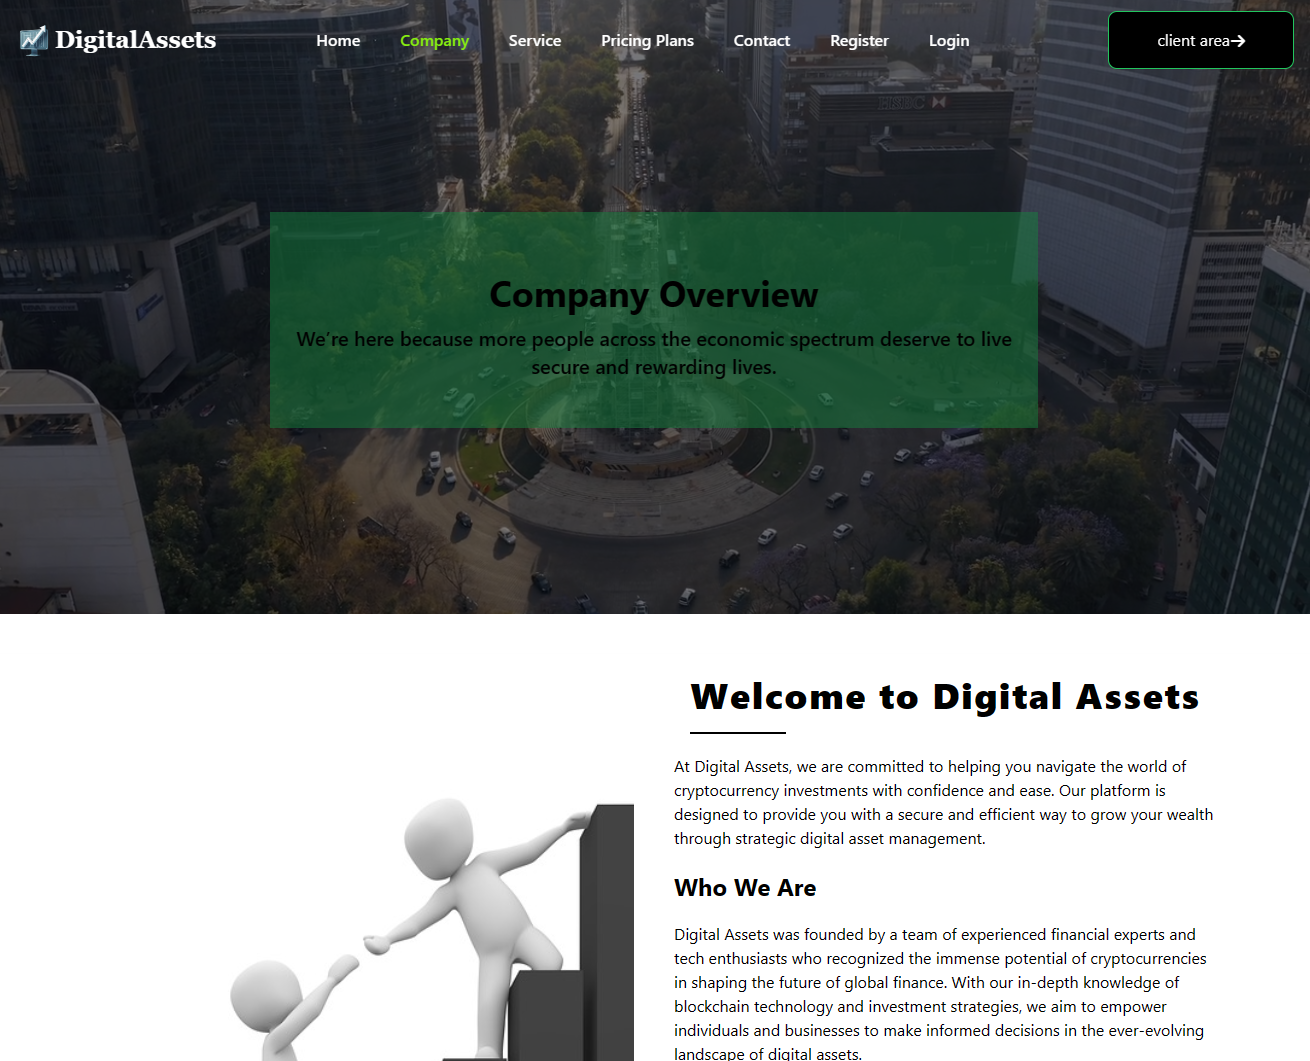 DigitalAssets
Home Company Service Pricing Plans Contact Register Login
client area
HSBC
Company Overview
We’re here because more people across the economic spectrum deserve to live
secure and rewarding lives.
Welcome to Digital Assets
At Digital Assets, we are committed to helping you navigate the world of
cryptocurrency investments with confidence and ease. Our platform is
designed to provide you with a secure and efficient way to grow your wealth
through strategic digital asset management.
Who We Are
Digital Assets was founded by a team of experienced financial experts and
tech enthusiasts who recognized the immense potential of cryptocurrencies
in shaping the future of global finance. With our in-depth knowledge of
blockchain technology and investment strategies, we aim to empower
individuals and businesses to make informed decisions in the ever-evolving
landscape of digital assets.